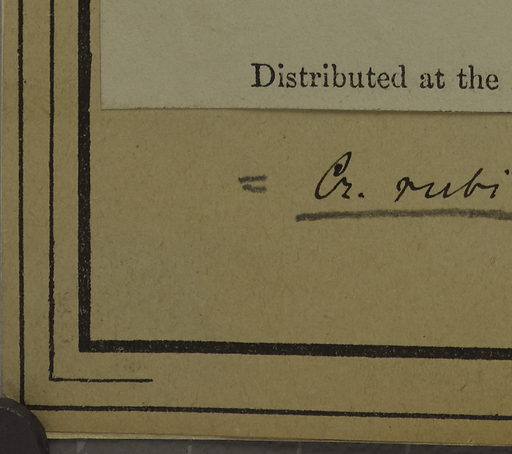 Distributed at the
= Cr. rubi